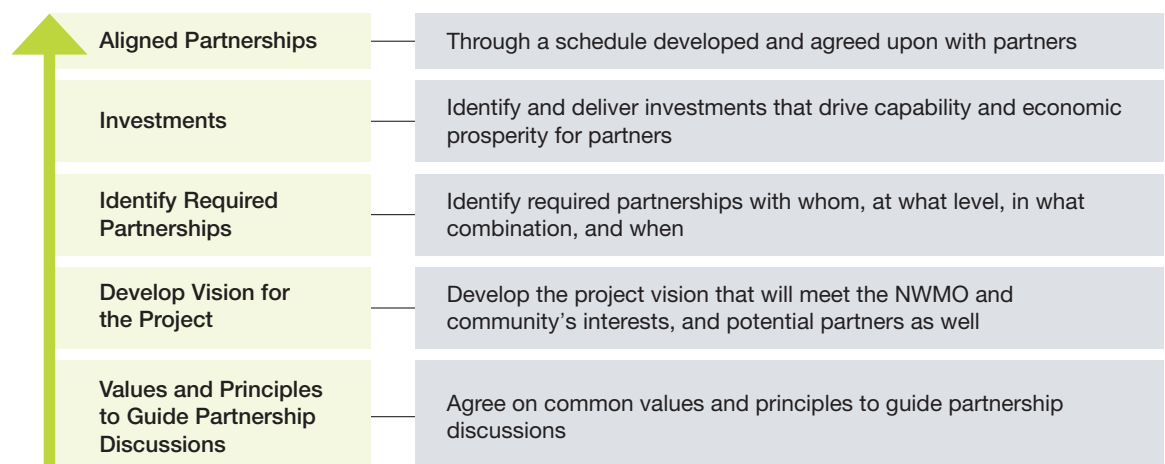 Aligned Partnerships
Through a schedule developed and agreed upon with partners
Investments
Identify and deliver investments that drive capability and economic
prosperity for partners
Identify Required
Partnerships
Identify required partnerships with whom, at what level, in what
combination, and when
Develop Vision for
the Project
Develop the project vision that will meet the NWMO and
community’s interests, and potential partners as well
Values and Principles
to Guide Partnership
Discussions
Agree on common values and principles to guide partnership
discussions